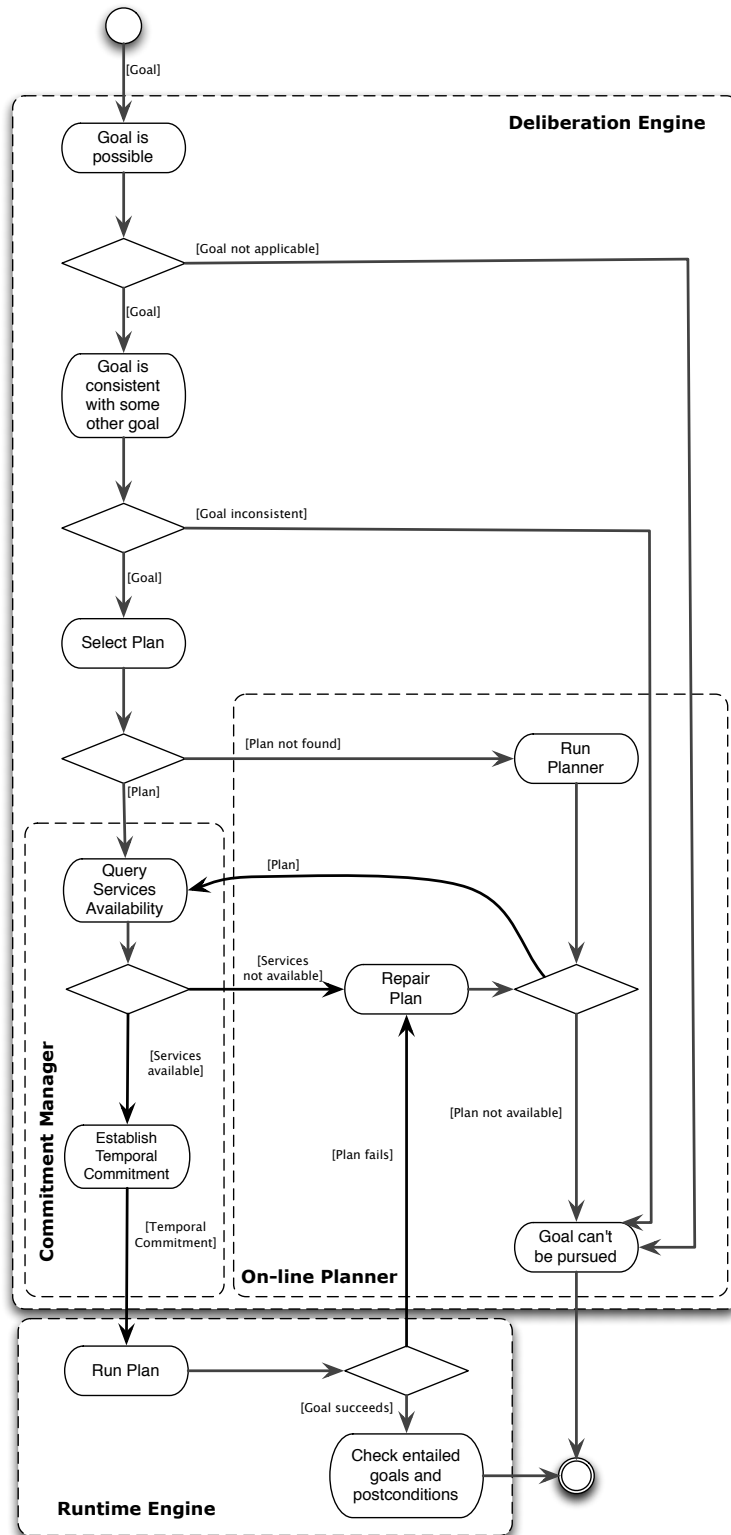 [Goal]
Deliberation Engine
Goal is
possible
[Goal not applicable]
[Goal]
Goal is
consistent
with some
other goal
[Goal inconsistent]
[Goal]
Select Plan
[Plan not found]
Run
Planner
[Plan]
[Plan]
Query
Services
Availability
[Services
not available]
Repair
Plan
[Services
available]
[Plan not available]
Establish
Temporal
Commitment
[Plan fails]
Commitment Manager
[Temporal
Commitment]
Goal can't
be pursued
On-line Planner
Run Plan
[Goal succeeds]
Check entailed
goals and
postconditions
Runtime Engine